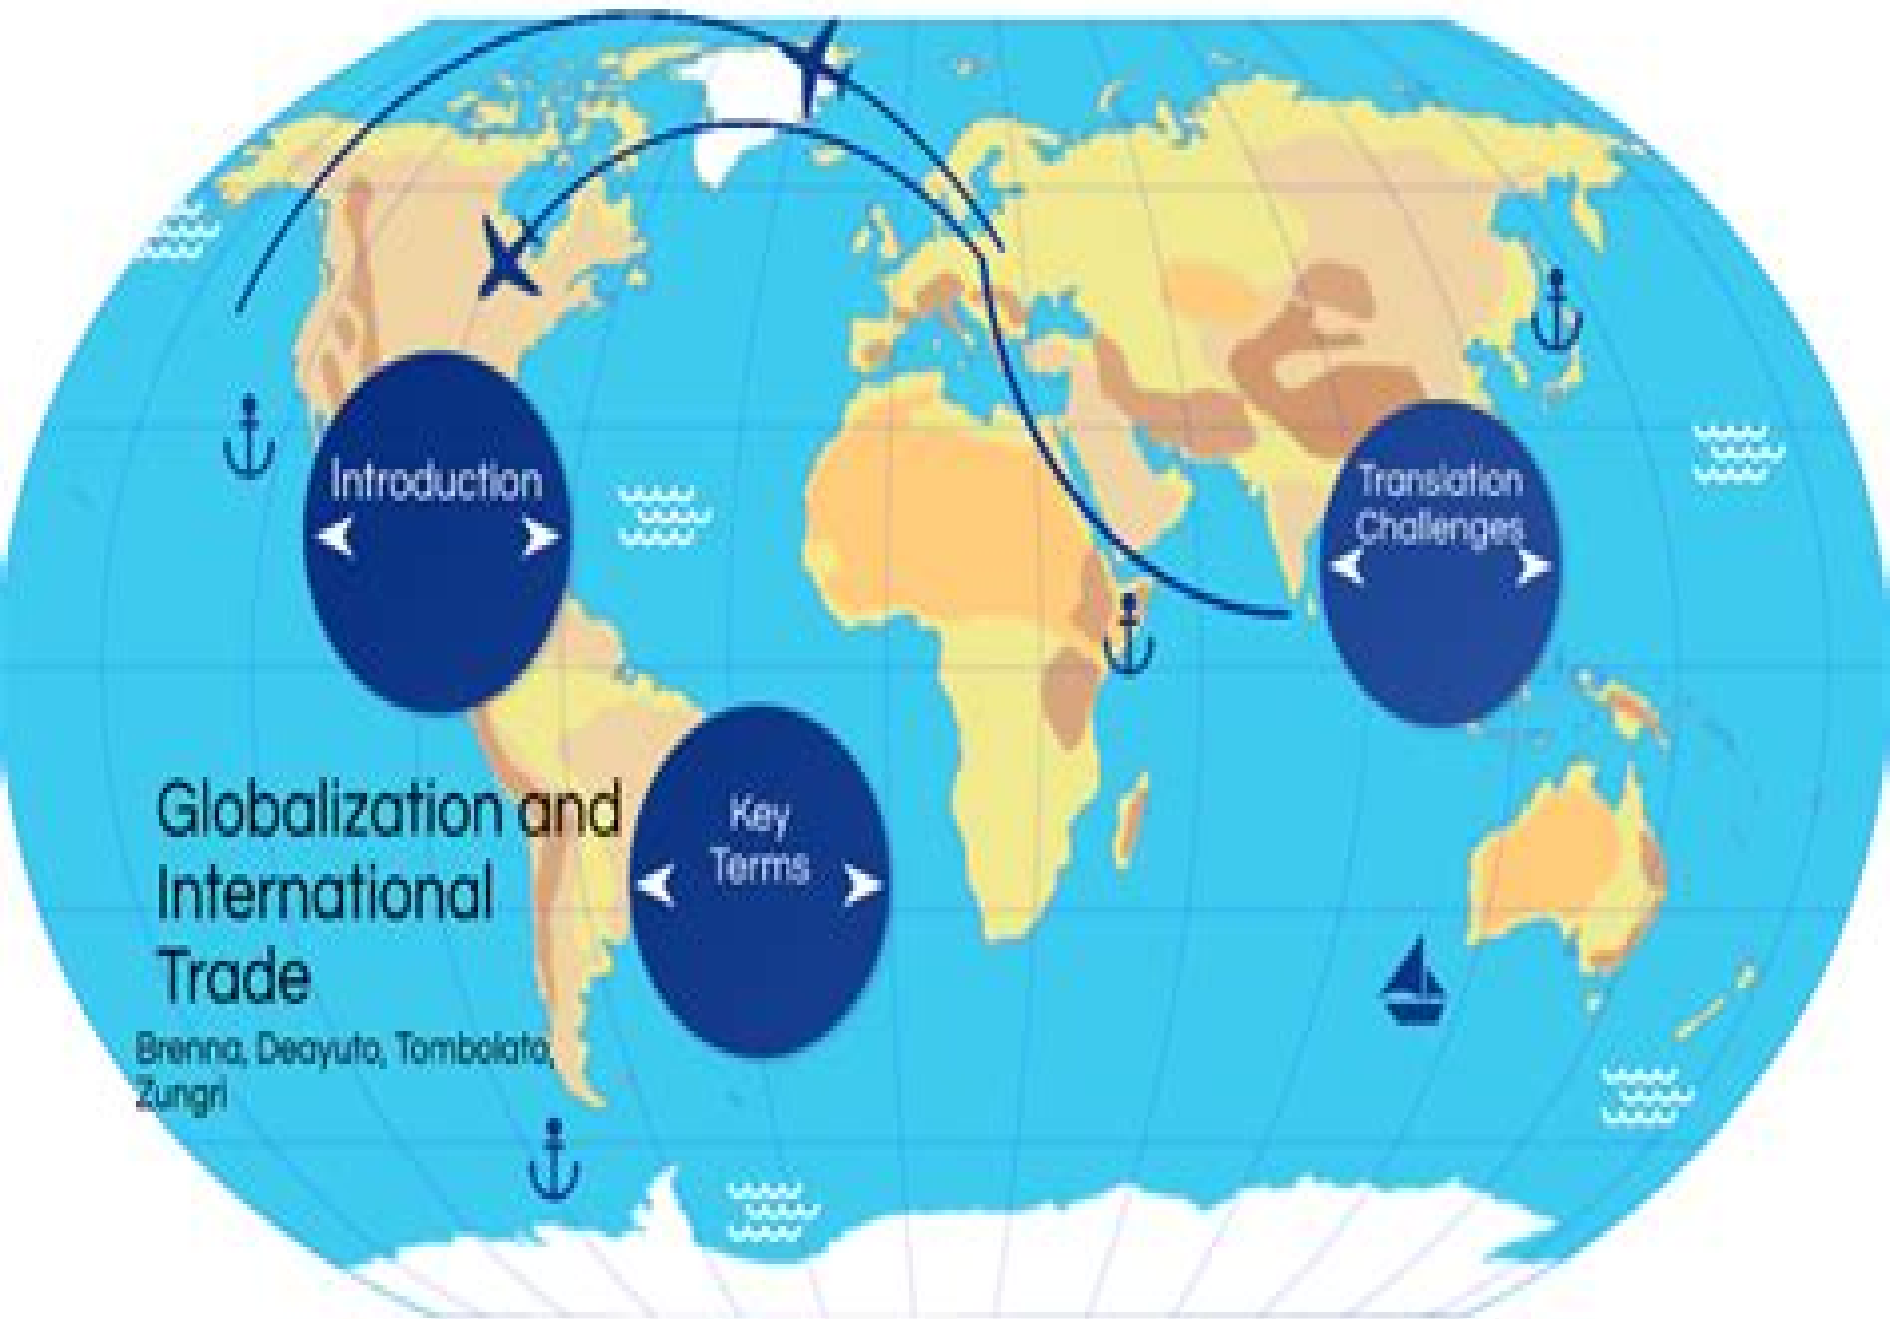 Introduction
Translation
Challenges
Key
Terms
Globalization and
International
Trade
Brenna, Deayuto, Tombolato,
Zungri